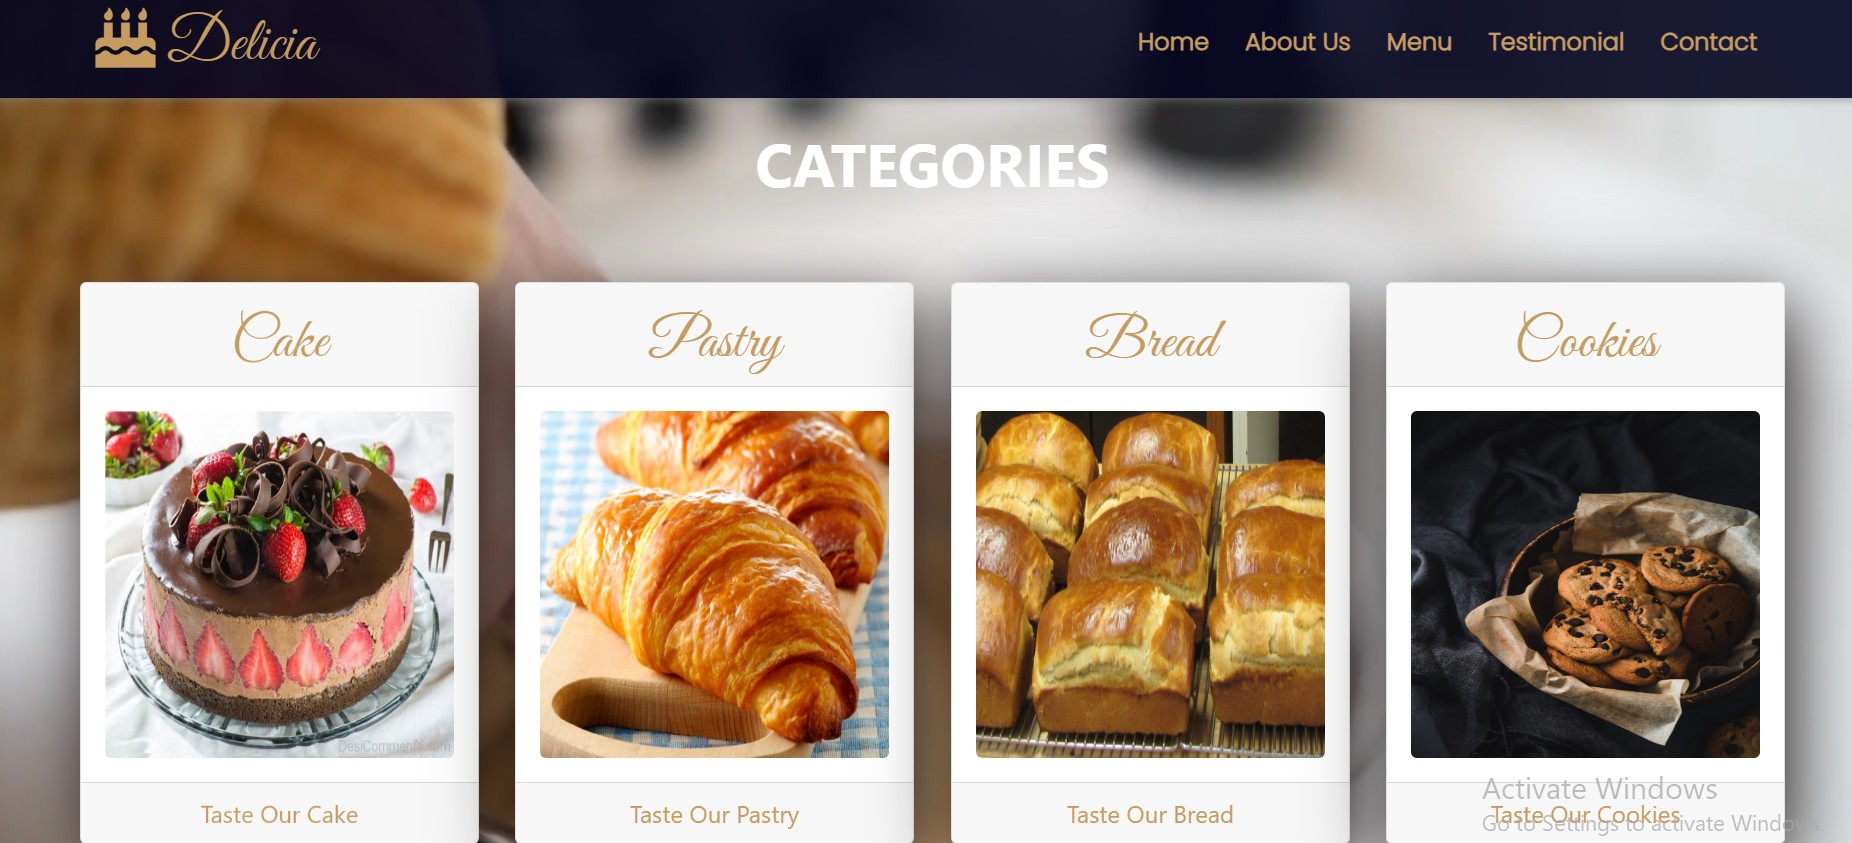 Delicia
Home About Us Menu Testimonial Contact
CATEGORIES
Cake
Pastry
Bread
Cookies
DesiComments.com
Taste Our Cake
Taste Our Pastry
Taste Our Bread
Taste Our Cookies
Activate Windows
Go to Settings to activate Windows.